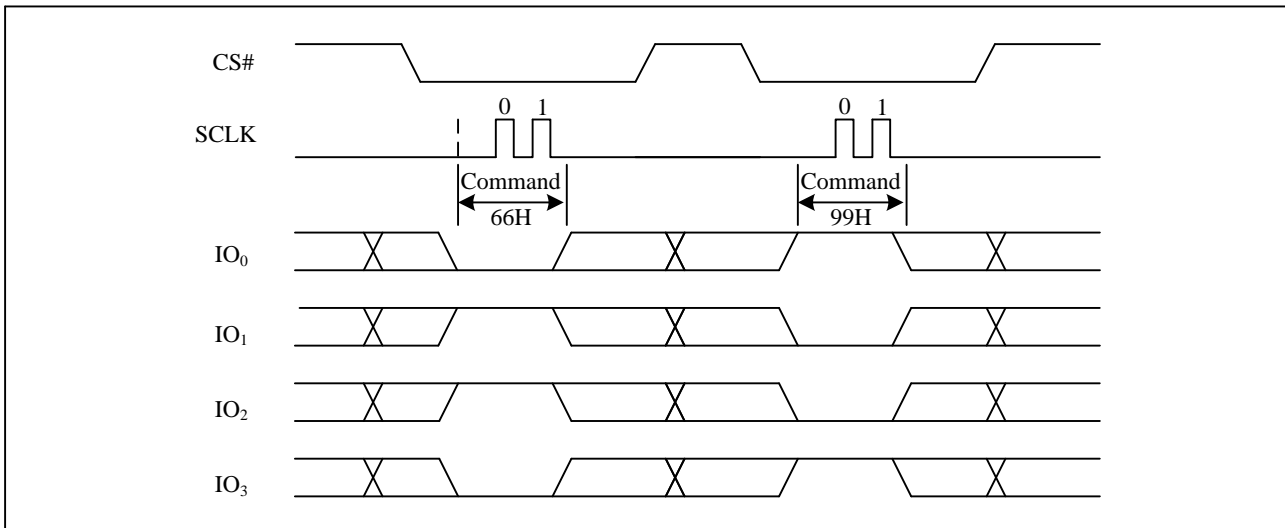 CS#
0 1 0 1
SCLK
Command Command
66H 99H
IO0
IO1
IO2
IO3